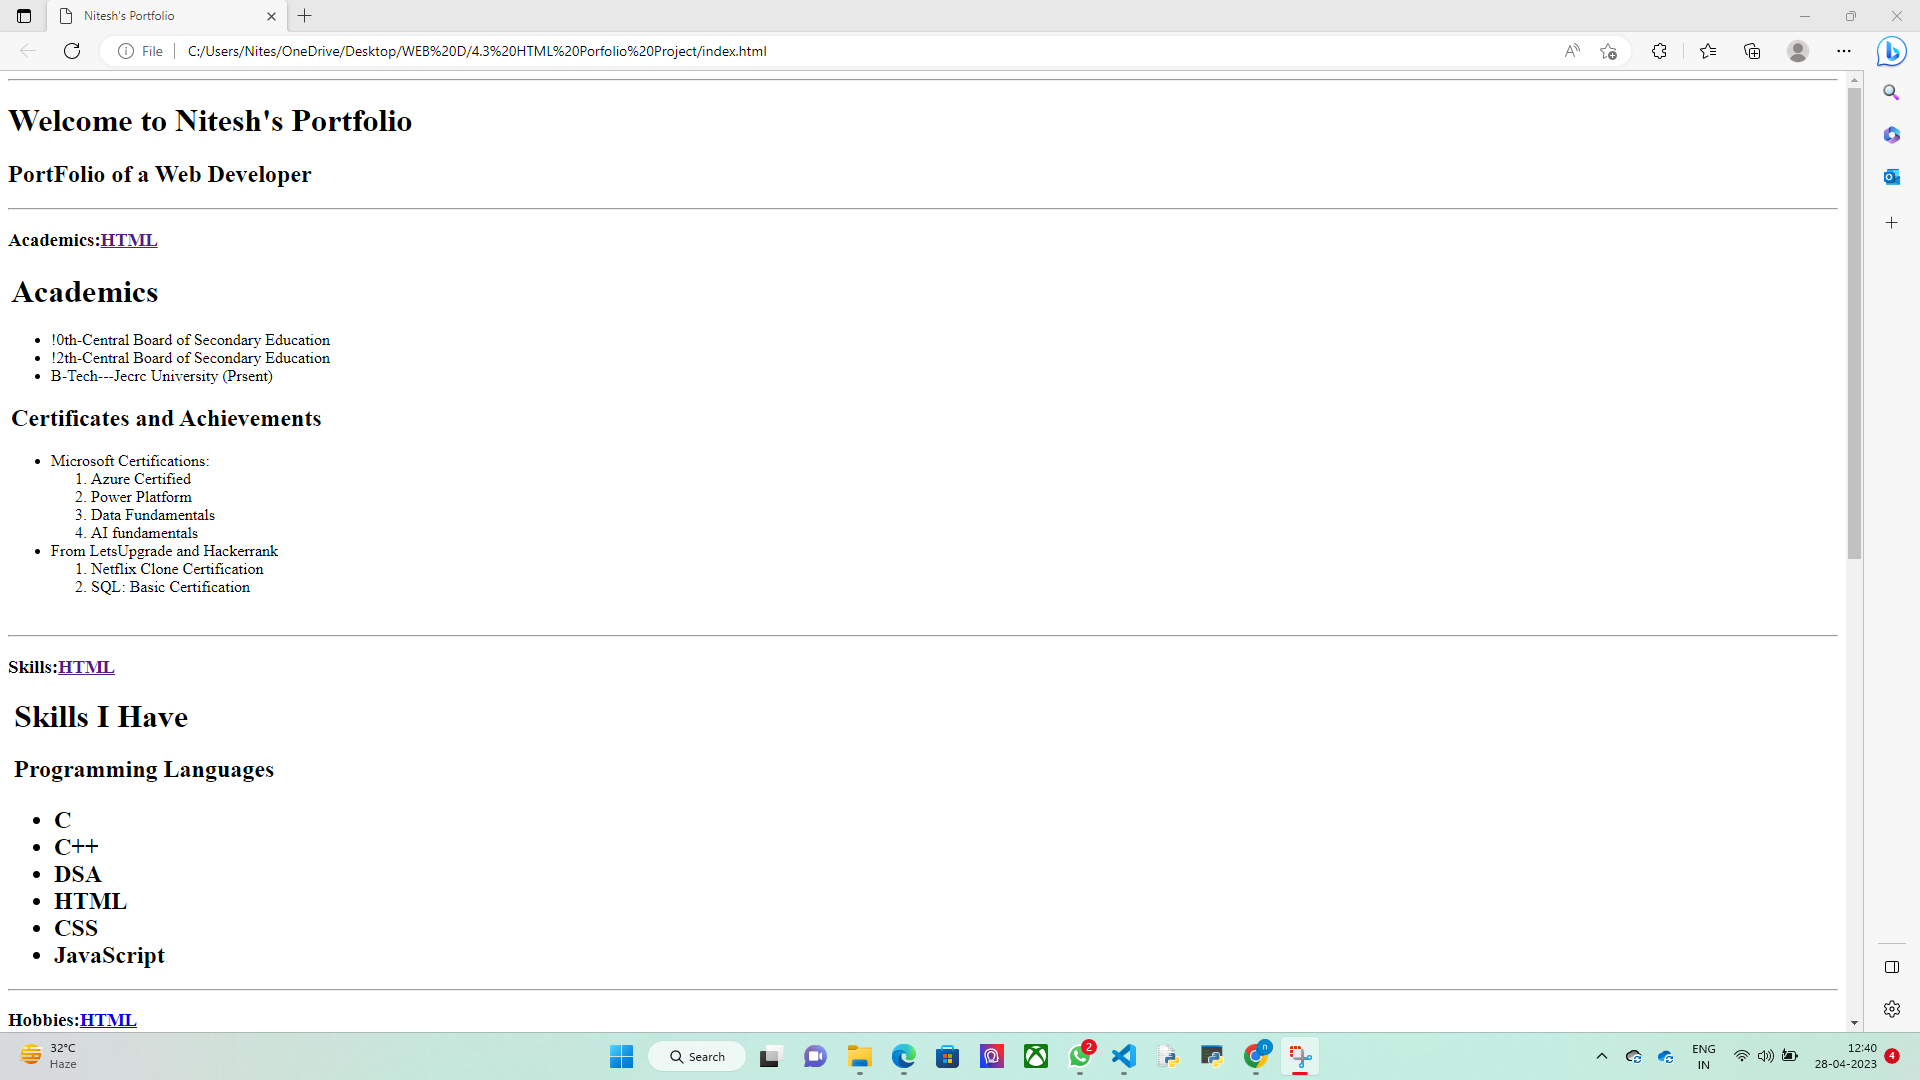 Nitesh's Portfolio
File
C:/Users/Nites/OneDrive/Desktop/WEB%20D/4.3%20HTML%20Porfolio%20Project/index.html
Welcome to Nitesh's Portfolio
PortFolio of a Web Developer
Academics:HTML
Academics
!0th-Central Board of Secondary Education
!2th-Central Board of Secondary Education
B-Tech---Jecrc University (Prsent)
Certificates and Achievements
Microsoft Certifications:
1. Azure Certified
2. Power Platform
3. Data Fundamentals
4. AI fundamentals
From LetsUpgrade and Hackerrank
1. Netflix Clone Certification
2. SQL: Basic Certification
Skills:HTML
Skills I Have
Programming Languages
C
C++
DSA
HTML
CSS
JavaScript
Hobbies:HTML
32°C
Haze
Search
2
n
ENG
IN
12:40
28-04-2023
4